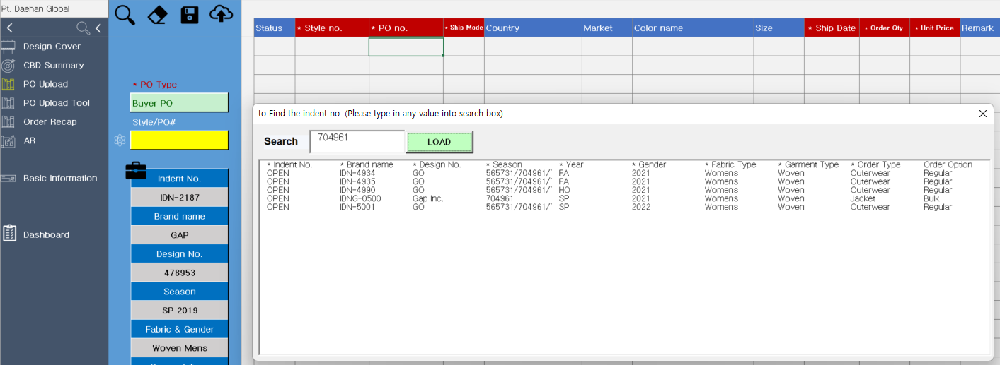 Pt. Daehan Global
Design Cover
CBD Summary
PO Upload
PO Upload Tool
Order Recap
AR
Basic Information
Dashboard
* PO Type
Buyer PO
Style/PO#
Indent No.
IDN-2187
Brand name
GAP
Design No.
478953
Season
SP 2019
Fabric & Gender
Woven Mens
Status * Style no. * PO no. * Ship Mode Country Market Color name Size * Ship Date * Order Qty * Unit Price Remark
to Find the indent no. (Please type in any value into search box)
Search 704961 LOAD
* Indent No. * Brand name * Design No. * Season * Year * Gender * Fabric Type * Garment Type * Order Type Order Option
OPEN IDN-4934 GO 565731/704961/ FA 2021 Womens Woven Outerwear Regular
OPEN IDN-4935 GO 565731/704961/ FA 2021 Womens Woven Outerwear Regular
OPEN IDN-4990 GO 565731/704961/ HO 2021 Womens Woven Outerwear Regular
OPEN IDNG-0500 Gap Inc. 704961 SP 2021 Womens Woven Jacket Bulk
OPEN IDN-5001 GO 565731/704961/ SP 2022 Womens Woven Outerwear Regular